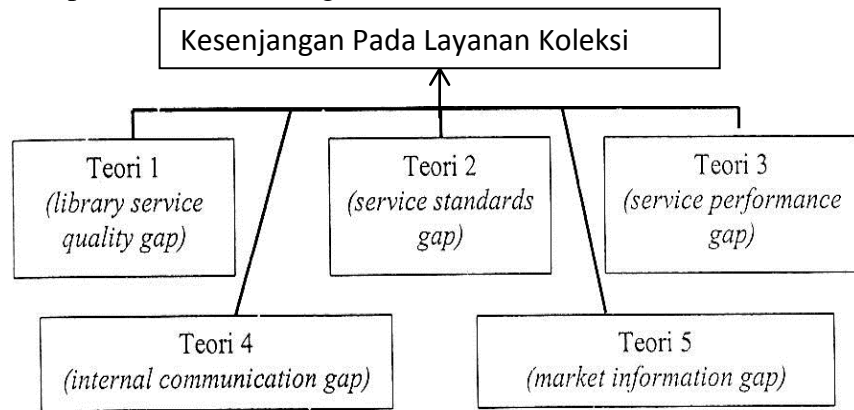 Kesenjangan Pada Layanan Koleksi
Teori 1
(library service
quality gap)
Teori 2
(service standards
gap)
Teori 3
(service performance
gap)
Teori 4
(internal communication gap)
Teori 5
(market information gap)